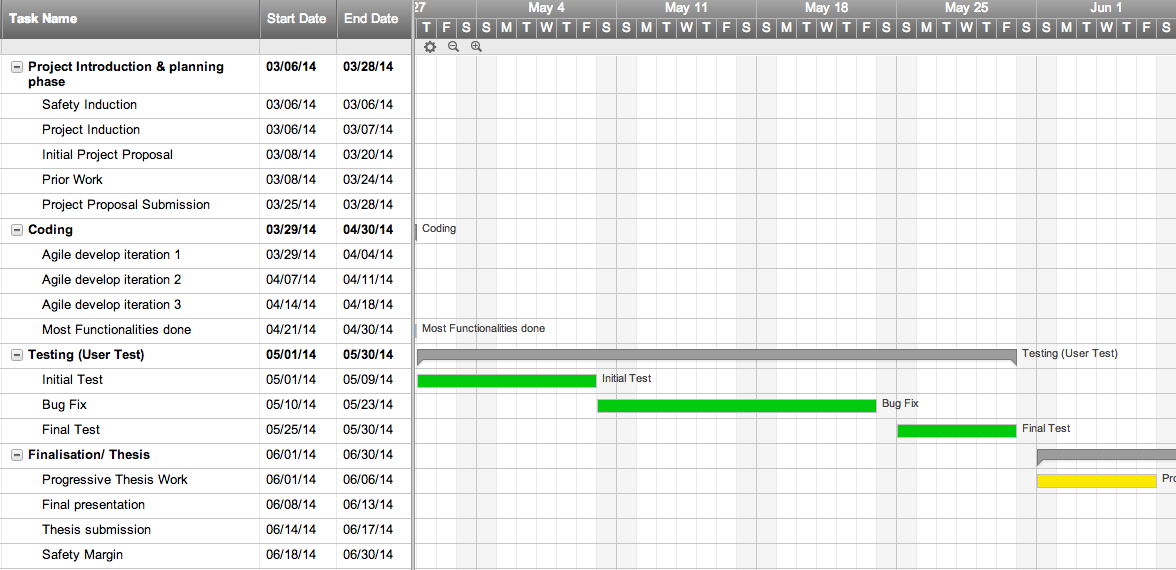 Task Name Start Date End Date 27 May 4 May 11 May 18 May 25 Jun 1
T F S S M T W T F S S M T W T F S S M T W T F S S M T W T F S S M T W T F S
Project Introduction & planning 03/06/14 03/28/14
phase
Safety Induction 03/06/14 03/06/14
Project Induction 03/06/14 03/07/14
Initial Project Proposal 03/08/14 03/20/14
Prior Work 03/08/14 03/24/14
Project Proposal Submission 03/25/14 03/28/14
Coding 03/29/14 04/30/14 Coding
Agile develop iteration 1 03/29/14 04/04/14
Agile develop iteration 2 04/07/14 04/11/14
Agile develop iteration 3 04/14/14 04/18/14
Most Functionalities done 04/21/14 04/30/14 Most Functionalities done
Testing (User Test) 05/01/14 05/30/14 Testing (User Test)
Initial Test 05/01/14 05/09/14 Initial Test
Bug Fix 05/10/14 05/23/14 Bug Fix
Final Test 05/25/14 05/30/14 Final Test
Finalisation/ Thesis 06/01/14 06/30/14
Progressive Thesis Work 06/01/14 06/06/14 Pro
Final presentation 06/08/14 06/13/14
Thesis submission 06/14/14 06/17/14
Safety Margin 06/18/14 06/30/14